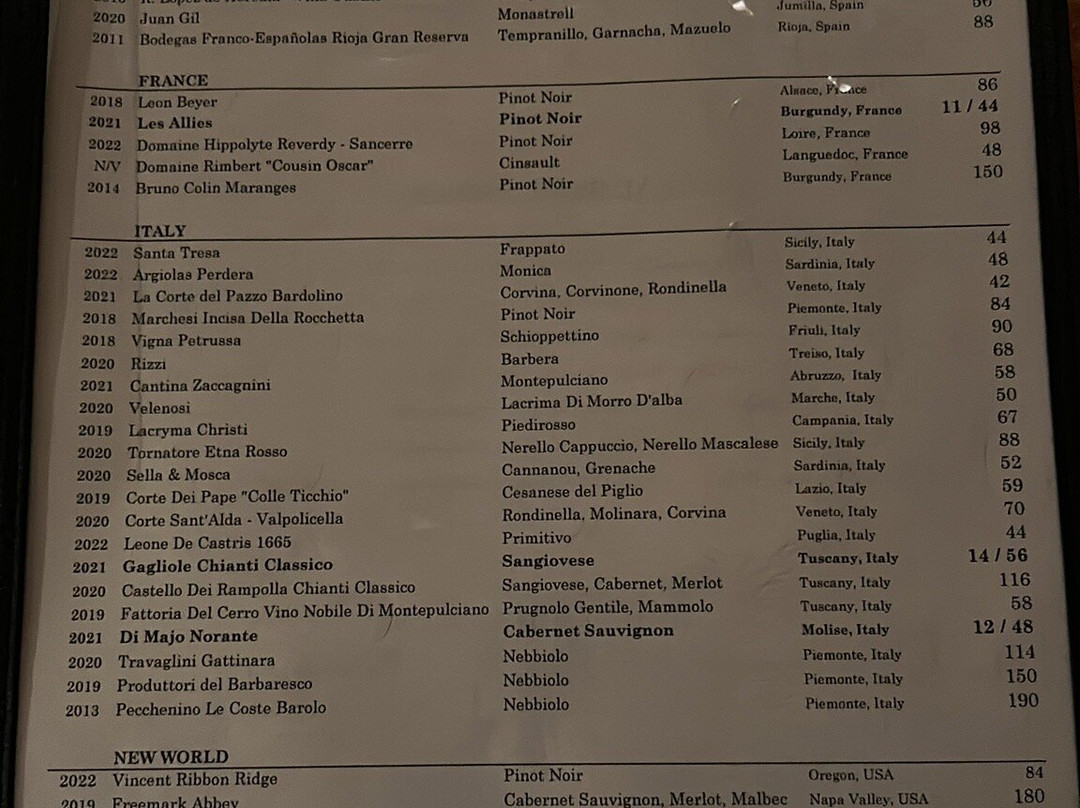 2020 Juan Gil Monastrell Jumilla, Spain
2011 Bodegas Franco-Españolas Rioja Gran Reserva Tempranillo, Garnacha, Mazuelo Rioja, Spain 88
FRANCE
2018 Leon Beyer Pinot Noir Alsace, France 86
2021 Les Allies Pinot Noir Burgundy, France 11 / 44
2022 Domaine Hippolyte Reverdy - Sancerre Pinot Noir Loire, France 98
N/V Domaine Rimbert "Cousin Oscar" Cinsault Languedoc, France 48
2014 Bruno Colin Maranges Pinot Noir Burgundy, France 150
ITALY
2022 Santa Tresa Frappato Sicily, Italy 44
2022 Argiolas Perdera Monica Sardinia, Italy 48
2021 La Corte del Pazzo Bardolino Corvina, Corvinone, Rondinella Veneto, Italy 42
2018 Marchesi Incisa Della Rocchetta Pinot Noir Piemonte, Italy 84
2018 Vigna Petrussa Schioppettino Friuli, Italy 90
2020 Rizzi Barbera Treiso, Italy 68
2021 Cantina Zaccagnini Montepulciano Abruzzo, Italy 58
2020 Velenosi Lacrima Di Morro D'alba Marche, Italy 50
2019 Lacryma Christi Piedirosso Campania, Italy 67
2020 Tornatore Etna Rosso Nerello Cappuccio, Nerello Mascalese Sicily, Italy 88
2020 Sella & Mosca Cannanou, Grenache Sardinia, Italy 52
2019 Corte Dei Pape "Colle Ticchio" Cesanese del Piglio Lazio, Italy 59
2020 Corte Sant'Alda - Valpolicella Rondinella, Molinara, Corvina Veneto, Italy 70
2022 Leone De Castris 1665 Primitivo Puglia, Italy 44
2021 Gagliole Chianti Classico Sangiovese Tuscany, Italy 14 / 56
2020 Castello Dei Rampolla Chianti Classico Sangiovese, Cabernet, Merlot Tuscany, Italy 116
2019 Fattoria Del Cerro Vino Nobile Di Montepulciano Prugnolo Gentile, Mammolo Tuscany, Italy 58
2021 Di Majo Norante Cabernet Sauvignon Molise, Italy 12 / 48
2020 Travaglini Gattinara Nebbiolo Piemonte, Italy 114
2019 Produttori del Barbaresco Nebbiolo Piemonte, Italy 150
2013 Pecchenino Le Coste Barolo Nebbiolo Piemonte, Italy 190
NEW WORLD
2022 Vincent Ribbon Ridge Pinot Noir Oregon, USA 84
2019 Freemark Abbey Cabernet Sauvignon, Merlot, Malbec Napa Valley, USA 180